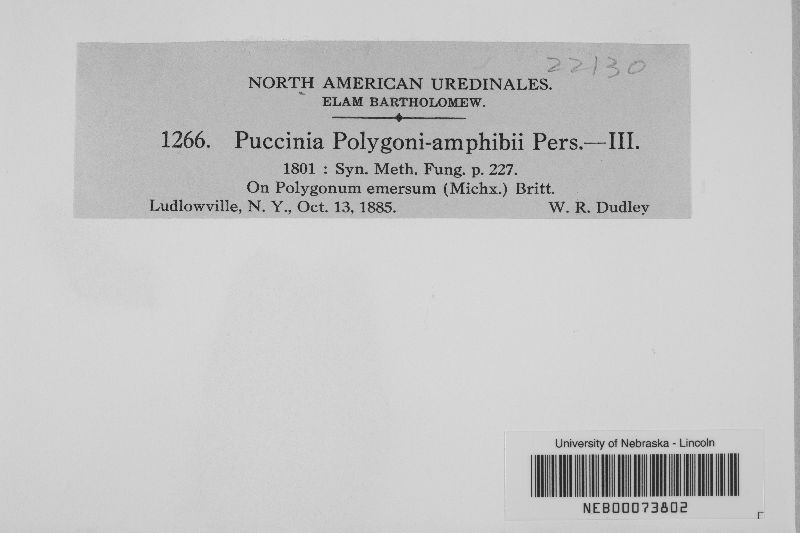 22130
NORTH AMERICAN UREDINALES.
ELAM BARTHOLOMEW.
1266. Puccinia Polygoni-amphibii Pers.—III.
1801 : Syn. Meth. Fung. p. 227.
On Polygonum emersum (Michx.) Britt.
Ludlowville, N. Y., Oct. 13, 1885. W. R. Dudley
University of Nebraska - Lincoln
NEB00073802